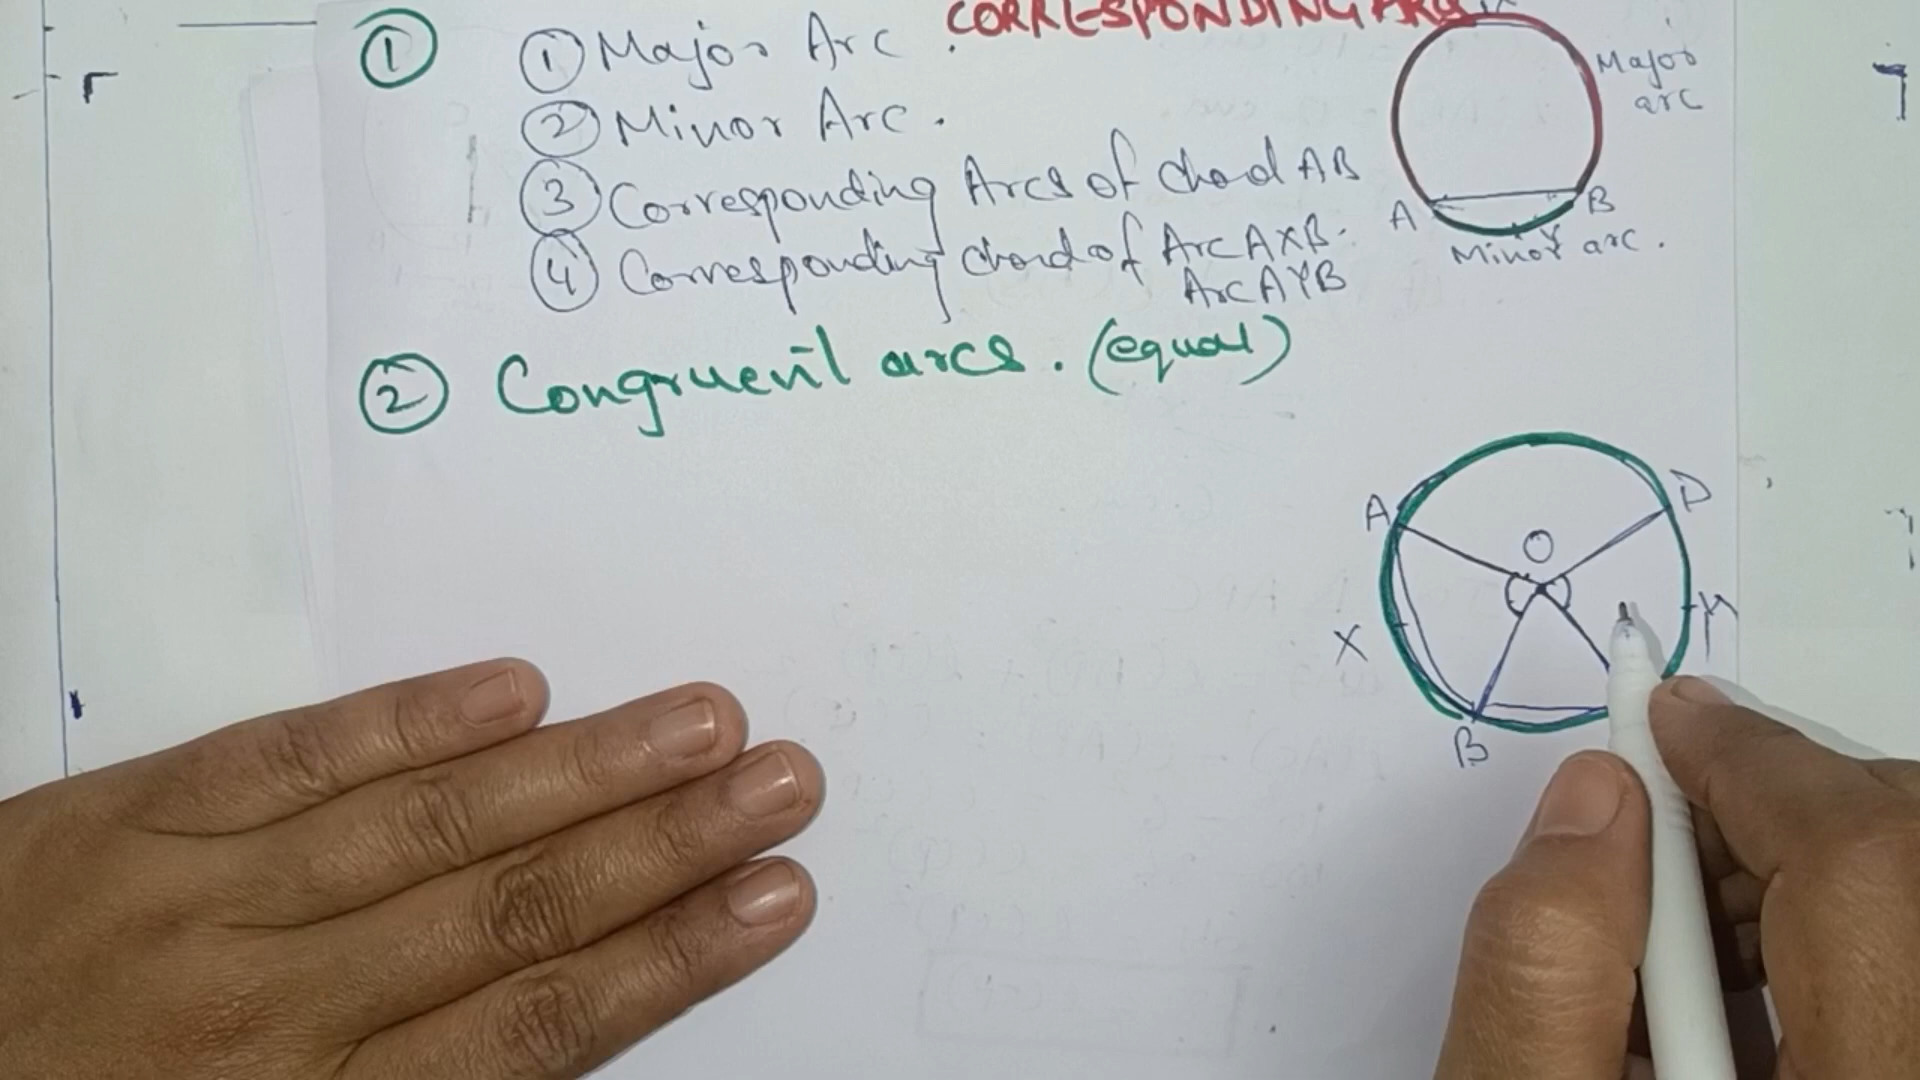 CORRESPONDING ARC
① ① Major Arc.
② Minor Arc.
③ Corresponding Arcs of chord AB
④ Corresponding chord of Arc AXB.
Arc AYB
Major
arc
A
B
Y
Minor arc.
② Congruent arcs. (equal)
A
D
O
X
M
B